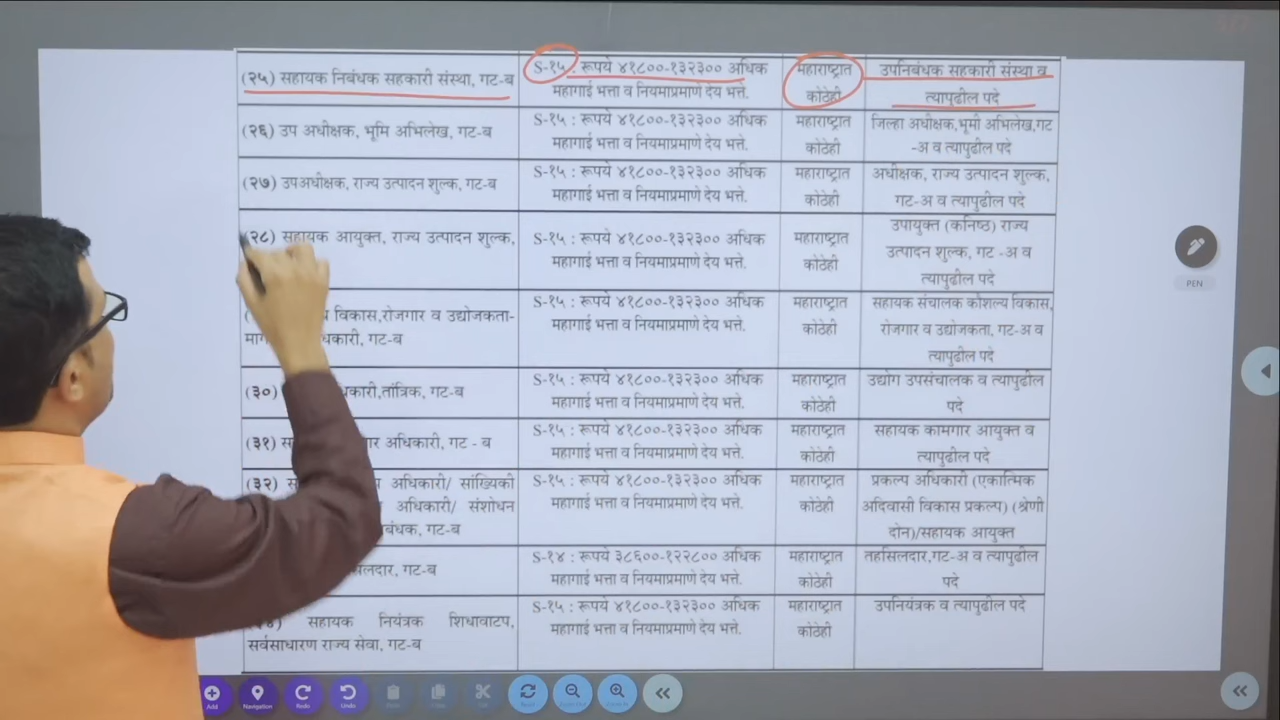 (२५) सहायक निबंधक सहकारी संस्था, गट-ब
S-१५ : रूपये ४१८००-१३२३०० अधिक
महागाई भत्ता व नियमाप्रमाणे देय भत्ते.
महाराष्ट्रात
कोठेही
उपनिबंधक सहकारी संस्था व
त्यापुढील पदे
(२६) उप अधीक्षक, भूमि अभिलेख, गट-ब
S-१५ : रूपये ४१८००-१३२३०० अधिक
महागाई भत्ता व नियमाप्रमाणे देय भत्ते.
महाराष्ट्रात
कोठेही
जिल्हा अधीक्षक,भूमी अभिलेख,गट
-अ व त्यापुढील पदे
(२७) उपअधीक्षक, राज्य उत्पादन शुल्क, गट-ब
S-१५ : रूपये ४१८००-१३२३०० अधिक
महागाई भत्ता व नियमाप्रमाणे देय भत्ते.
महाराष्ट्रात
कोठेही
अधीक्षक, राज्य उत्पादन शुल्क,
गट-अ व त्यापुढील पदे
(२८) सहायक आयुक्त, राज्य उत्पादन शुल्क,
S-१५ : रूपये ४१८००-१३२३०० अधिक
महागाई भत्ता व नियमाप्रमाणे देय भत्ते.
महाराष्ट्रात
कोठेही
उपायुक्त (कनिष्ठ) राज्य
उत्पादन शुल्क, गट -अ व
त्यापुढील पदे
विकास,रोजगार व उद्योजकता-
गट-ब
S-१५ : रूपये ४१८००-१३२३०० अधिक
महागाई भत्ता व नियमाप्रमाणे देय भत्ते.
महाराष्ट्रात
कोठेही
सहायक संचालक कौशल्य विकास,
रोजगार व उद्योजकता, गट-अ व
त्यापुढील पदे
(३०) तांत्रिक, गट-ब
S-१५ : रूपये ४१८००-१३२३०० अधिक
महागाई भत्ता व नियमाप्रमाणे देय भत्ते.
महाराष्ट्रात
कोठेही
उद्योग उपसंचालक व त्यापुढील
पदे
(३१) अधिकारी, गट - ब
S-१५ : रूपये ४१८००-१३२३०० अधिक
महागाई भत्ता व नियमाप्रमाणे देय भत्ते.
महाराष्ट्रात
कोठेही
सहायक कामगार आयुक्त व
त्यापुढील पदे
(३२) अधिकारी/ सांख्यिकी
अधिकारी/ संशोधन
गट-ब
S-१५ : रूपये ४१८००-१३२३०० अधिक
महागाई भत्ता व नियमाप्रमाणे देय भत्ते.
महाराष्ट्रात
कोठेही
प्रकल्प अधिकारी (एकात्मिक
अदिवासी विकास प्रकल्प) (श्रेणी
दोन)/सहायक आयुक्त
गट-ब
S-१४ : रूपये ३८६००-१२२८०० अधिक
महागाई भत्ता व नियमाप्रमाणे देय भत्ते.
महाराष्ट्रात
कोठेही
तहसिलदार,गट-अ व त्यापुढील
पदे
सहायक नियंत्रक शिधावाटप,
सर्वसाधारण राज्य सेवा, गट-ब
S-१५ : रूपये ४१८००-१३२३०० अधिक
महागाई भत्ता व नियमाप्रमाणे देय भत्ते.
महाराष्ट्रात
कोठेही
उपनियंत्रक व त्यापुढील पदे
PEN
Navigation
Redo
Undo